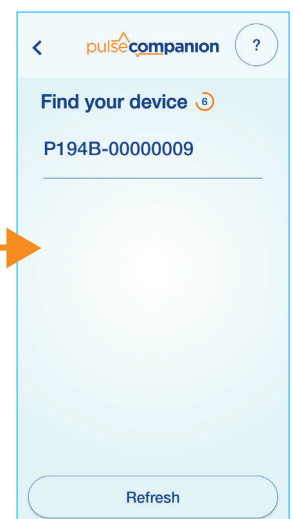 < pulsecompanion ?
Find your device 6
P194B-00000009
Refresh